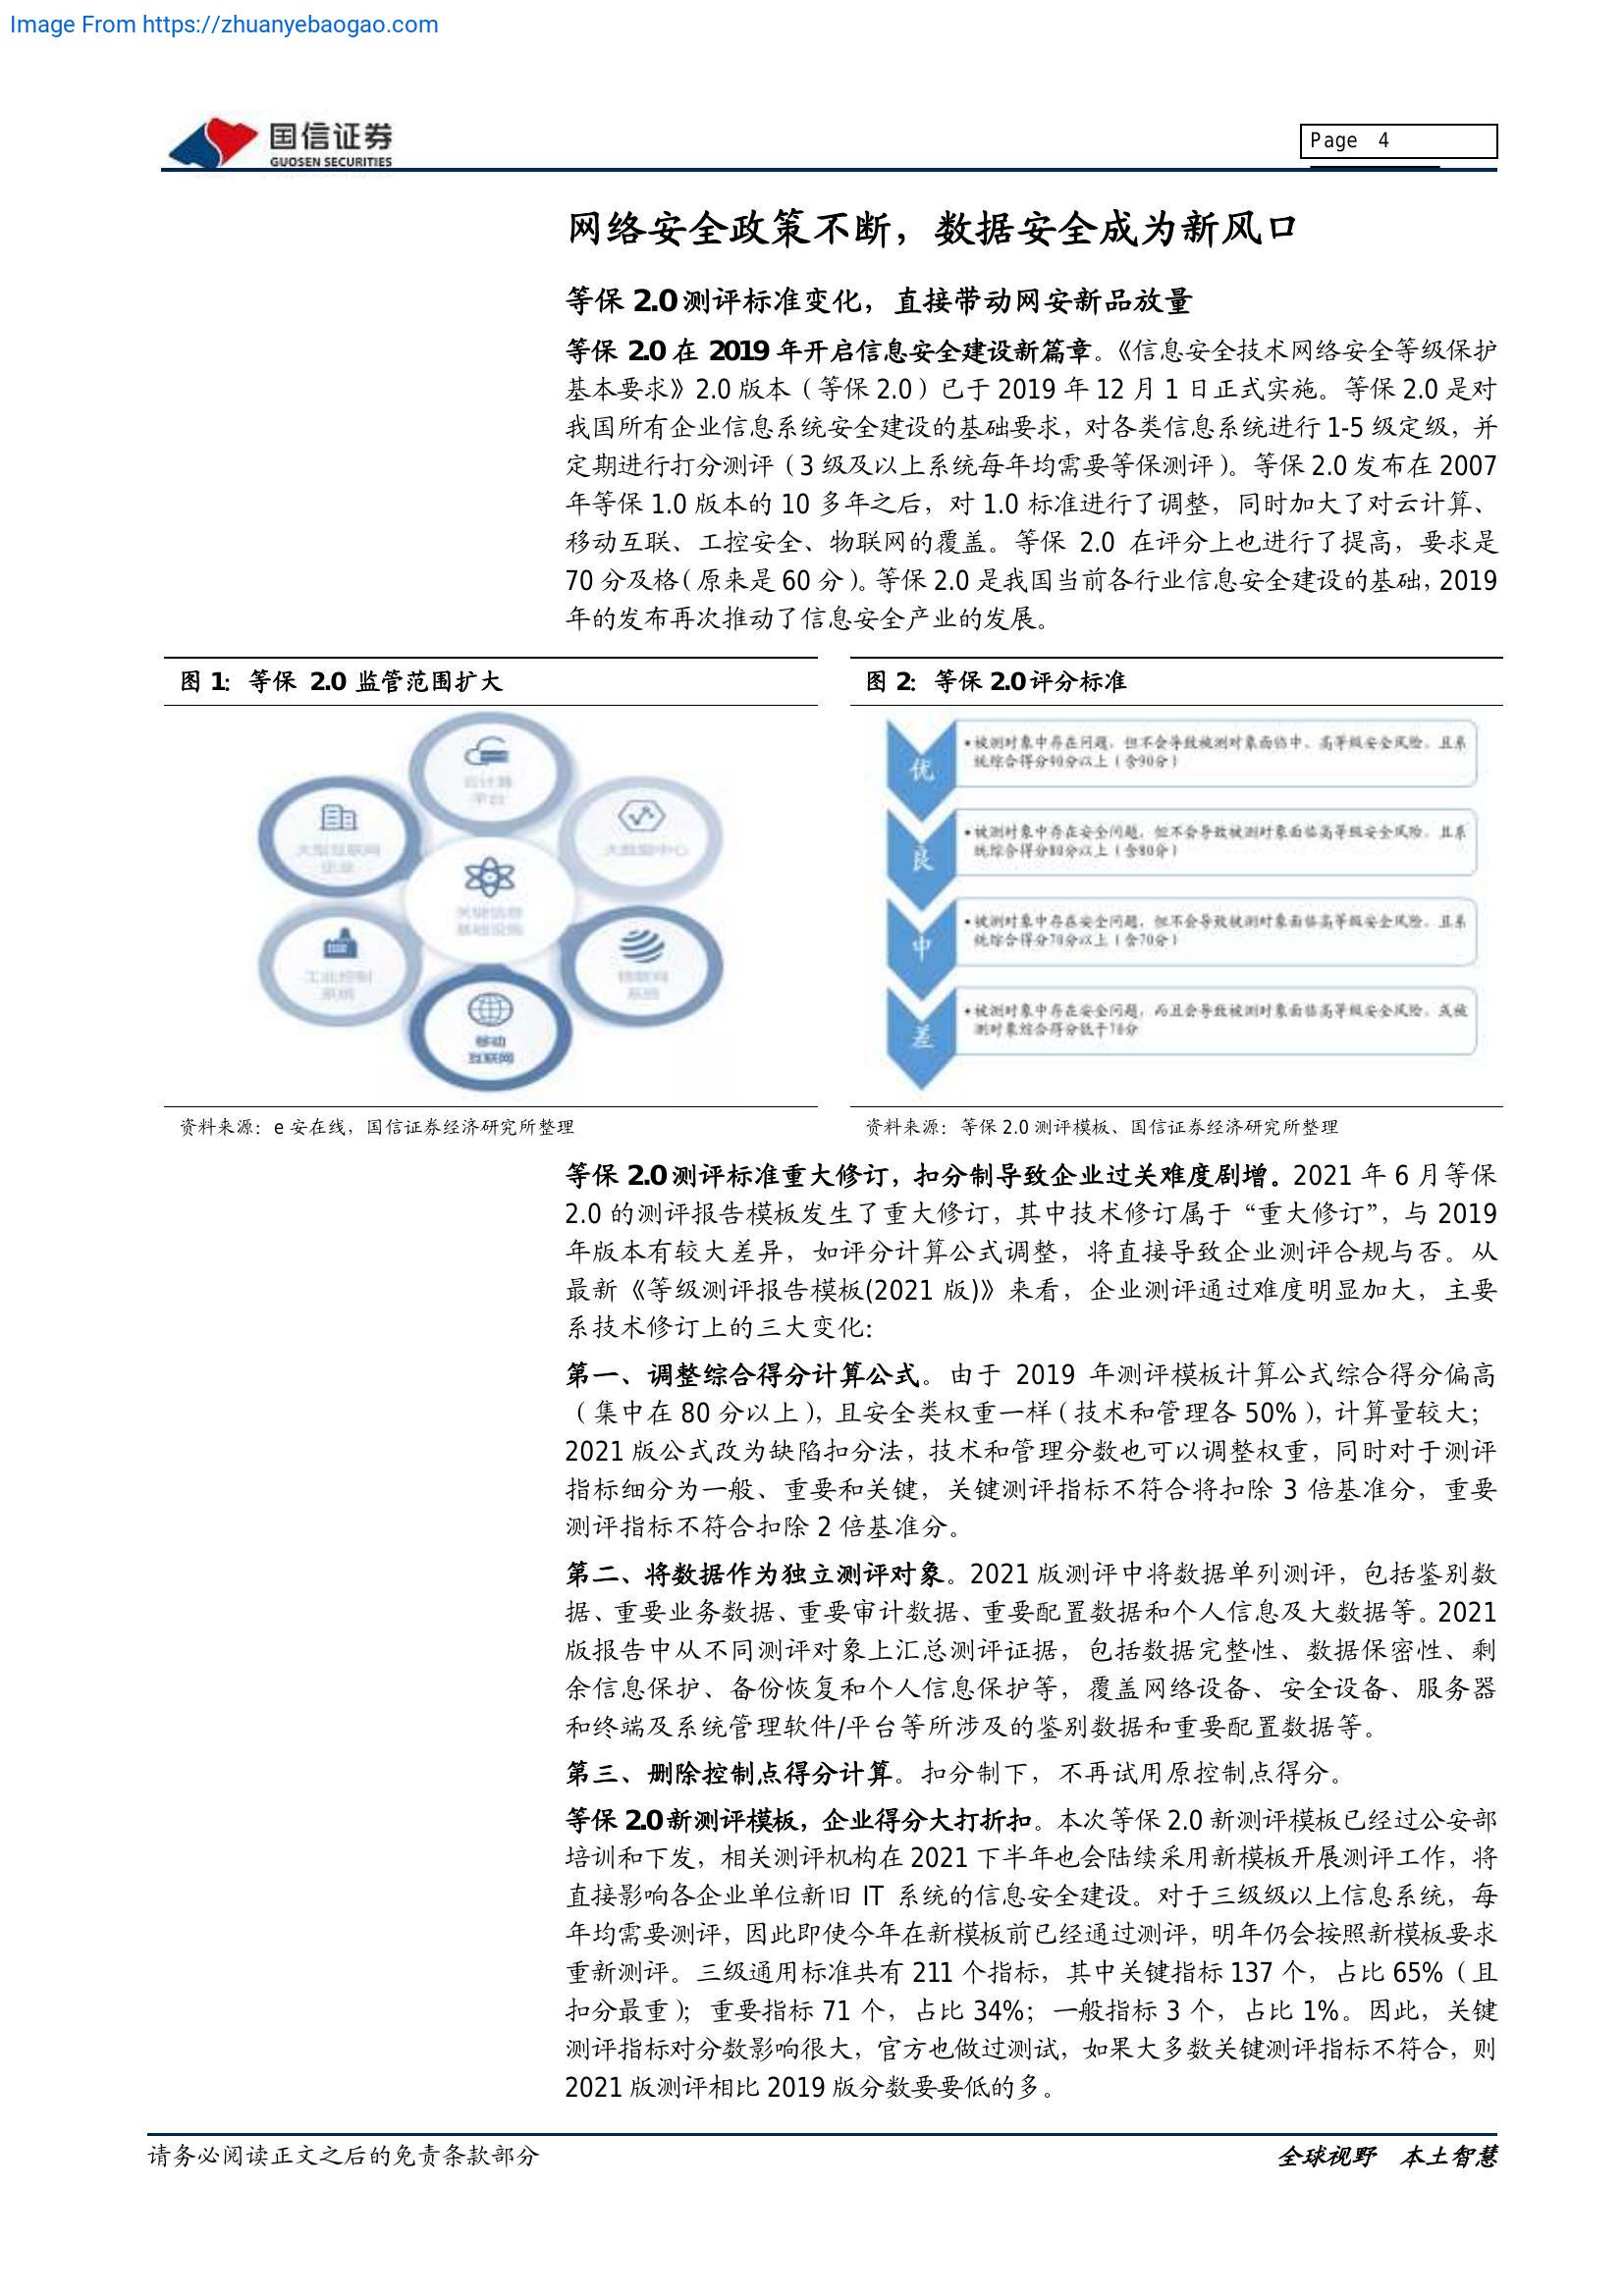 Image From https://zhuanyebaogao.com
国信证券
GUOSEN SECURITIES
Page 4
网络安全政策不断，数据安全成为新风口
等保 2.0 测评标准变化，直接带动网安新品放量
等保 2.0 在 2019 年开启信息安全建设新篇章。《信息安全技术网络安全等级保护
基本要求》2.0 版本（等保 2.0）已于 2019 年 12 月 1 日正式实施。等保 2.0 是对
我国所有企业信息系统安全建设的基础要求，对各类信息系统进行 1-5 级定级，并
定期进行打分测评（3 级及以上系统每年均需要等保测评）。等保 2.0 发布在 2007
年等保 1.0 版本的 10 多年之后，对 1.0 标准进行了调整，同时加大了对云计算、
移动互联、工控安全、物联网的覆盖。等保 2.0 在评分上也进行了提高，要求是
70 分及格（原来是 60 分）。等保 2.0 是我国当前各行业信息安全建设的基础，2019
年的发布再次推动了信息安全产业的发展。
图 1：等保 2.0 监管范围扩大
云计算
平台
大型互联网
企业
大数据中心
关键信息
基础设施
工业控制
系统
物联网
系统
移动
互联网
资料来源：e 安在线，国信证券经济研究所整理
图 2：等保 2.0 评分标准
优
•被测对象中存在问题，但不会导致被测对象面临中、高等级安全风险，且系
统综合得分90分以上（含90分）
良
•被测对象中存在安全问题，但不会导致被测对象面临高等级安全风险，且系
统综合得分80分以上（含80分）
中
•被测对象中存在安全问题，但不会导致被测对象面临高等级安全风险，且系
统综合得分70分以上（含70分）
差
•被测对象中存在安全问题，而且会导致被测对象面临高等级安全风险，或被
测对象综合得分低于70分
资料来源：等保 2.0 测评模板、国信证券经济研究所整理
等保 2.0 测评标准重大修订，扣分制导致企业过关难度剧增。2021 年 6 月等保
2.0 的测评报告模板发生了重大修订，其中技术修订属于“重大修订”，与 2019
年版本有较大差异，如评分计算公式调整，将直接导致企业测评合规与否。从
最新《等级测评报告模板(2021 版)》来看，企业测评通过难度明显加大，主要
系技术修订上的三大变化：
第一、调整综合得分计算公式。由于 2019 年测评模板计算公式综合得分偏高
（集中在 80 分以上），且安全类权重一样（技术和管理各 50%），计算量较大；
2021 版公式改为缺陷扣分法，技术和管理分数也可以调整权重，同时对于测评
指标细分为一般、重要和关键，关键测评指标不符合将扣除 3 倍基准分，重要
测评指标不符合扣除 2 倍基准分。
第二、将数据作为独立测评对象。2021 版测评中将数据单列测评，包括鉴别数
据、重要业务数据、重要审计数据、重要配置数据和个人信息及大数据等。2021
版报告中从不同测评对象上汇总测评证据，包括数据完整性、数据保密性、剩
余信息保护、备份恢复和个人信息保护等，覆盖网络设备、安全设备、服务器
和终端及系统管理软件/平台等所涉及的鉴别数据和重要配置数据等。
第三、删除控制点得分计算。扣分制下，不再试用原控制点得分。
等保 2.0 新测评模板，企业得分大打折扣。本次等保 2.0 新测评模板已经过公安部
培训和下发，相关测评机构在 2021 下半年也会陆续采用新模板开展测评工作，将
直接影响各企业单位新旧 IT 系统的信息安全建设。对于三级级以上信息系统，每
年均需要测评，因此即使今年在新模板前已经通过测评，明年仍会按照新模板要求
重新测评。三级通用标准共有 211 个指标，其中关键指标 137 个，占比 65%（且
扣分最重）；重要指标 71 个，占比 34%；一般指标 3 个，占比 1%。因此，关键
测评指标对分数影响很大，官方也做过测试，如果大多数关键测评指标不符合，则
2021 版测评相比 2019 版分数要要低的多。
请务必阅读正文之后的免责条款部分
全球视野 本土智慧